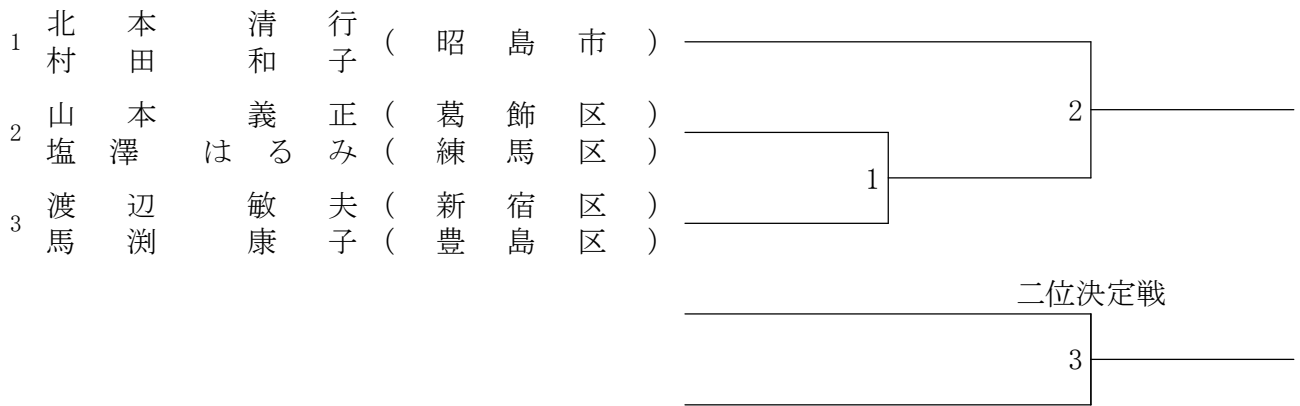 1 北本 清行 (昭島市)
村田 和子
2 山本 義正 (葛飾区)
塩澤 はるみ (練馬区)
3 渡辺 敏夫 (新宿区)
馬渕 康子 (豊島区)
2
1
二位決定戦
3